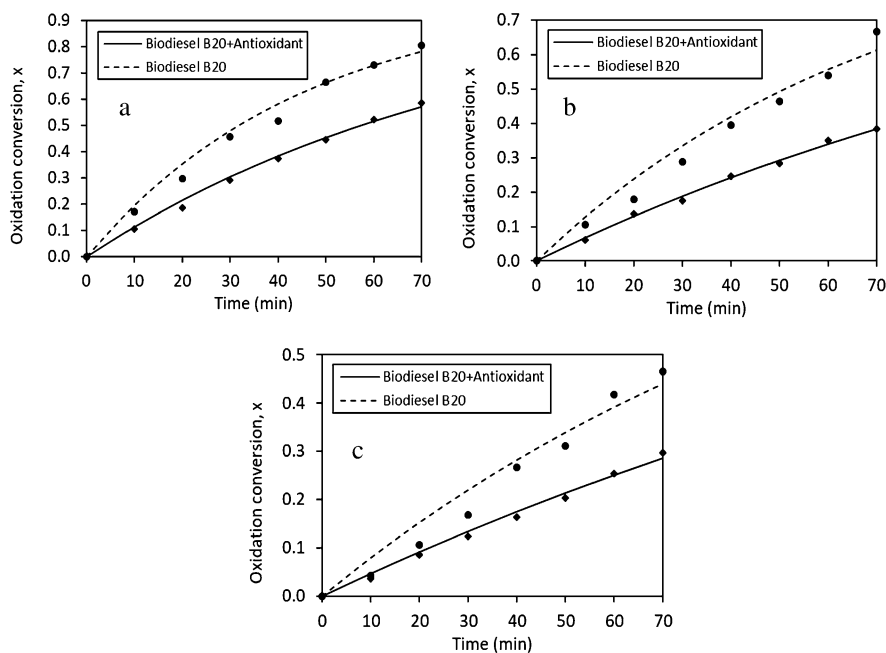 Oxidation conversion, x
0.9
0.8
0.7
0.6
0.5
0.4
0.3
0.2
0.1
0.0
Biodiesel B20+Antioxidant
Biodiesel B20
a
0 10 20 30 40 50 60 70
Time (min)
Oxidation conversion, x
0.7
0.6
0.5
0.4
0.3
0.2
0.1
0.0
Biodiesel B20+Antioxidant
Biodiesel B20
b
0 10 20 30 40 50 60 70
Time (min)
Oxidation conversion, x
0.5
0.4
0.3
0.2
0.1
0.0
Biodiesel B20+Antioxidant
Biodiesel B20
c
0 10 20 30 40 50 60 70
Time (min)